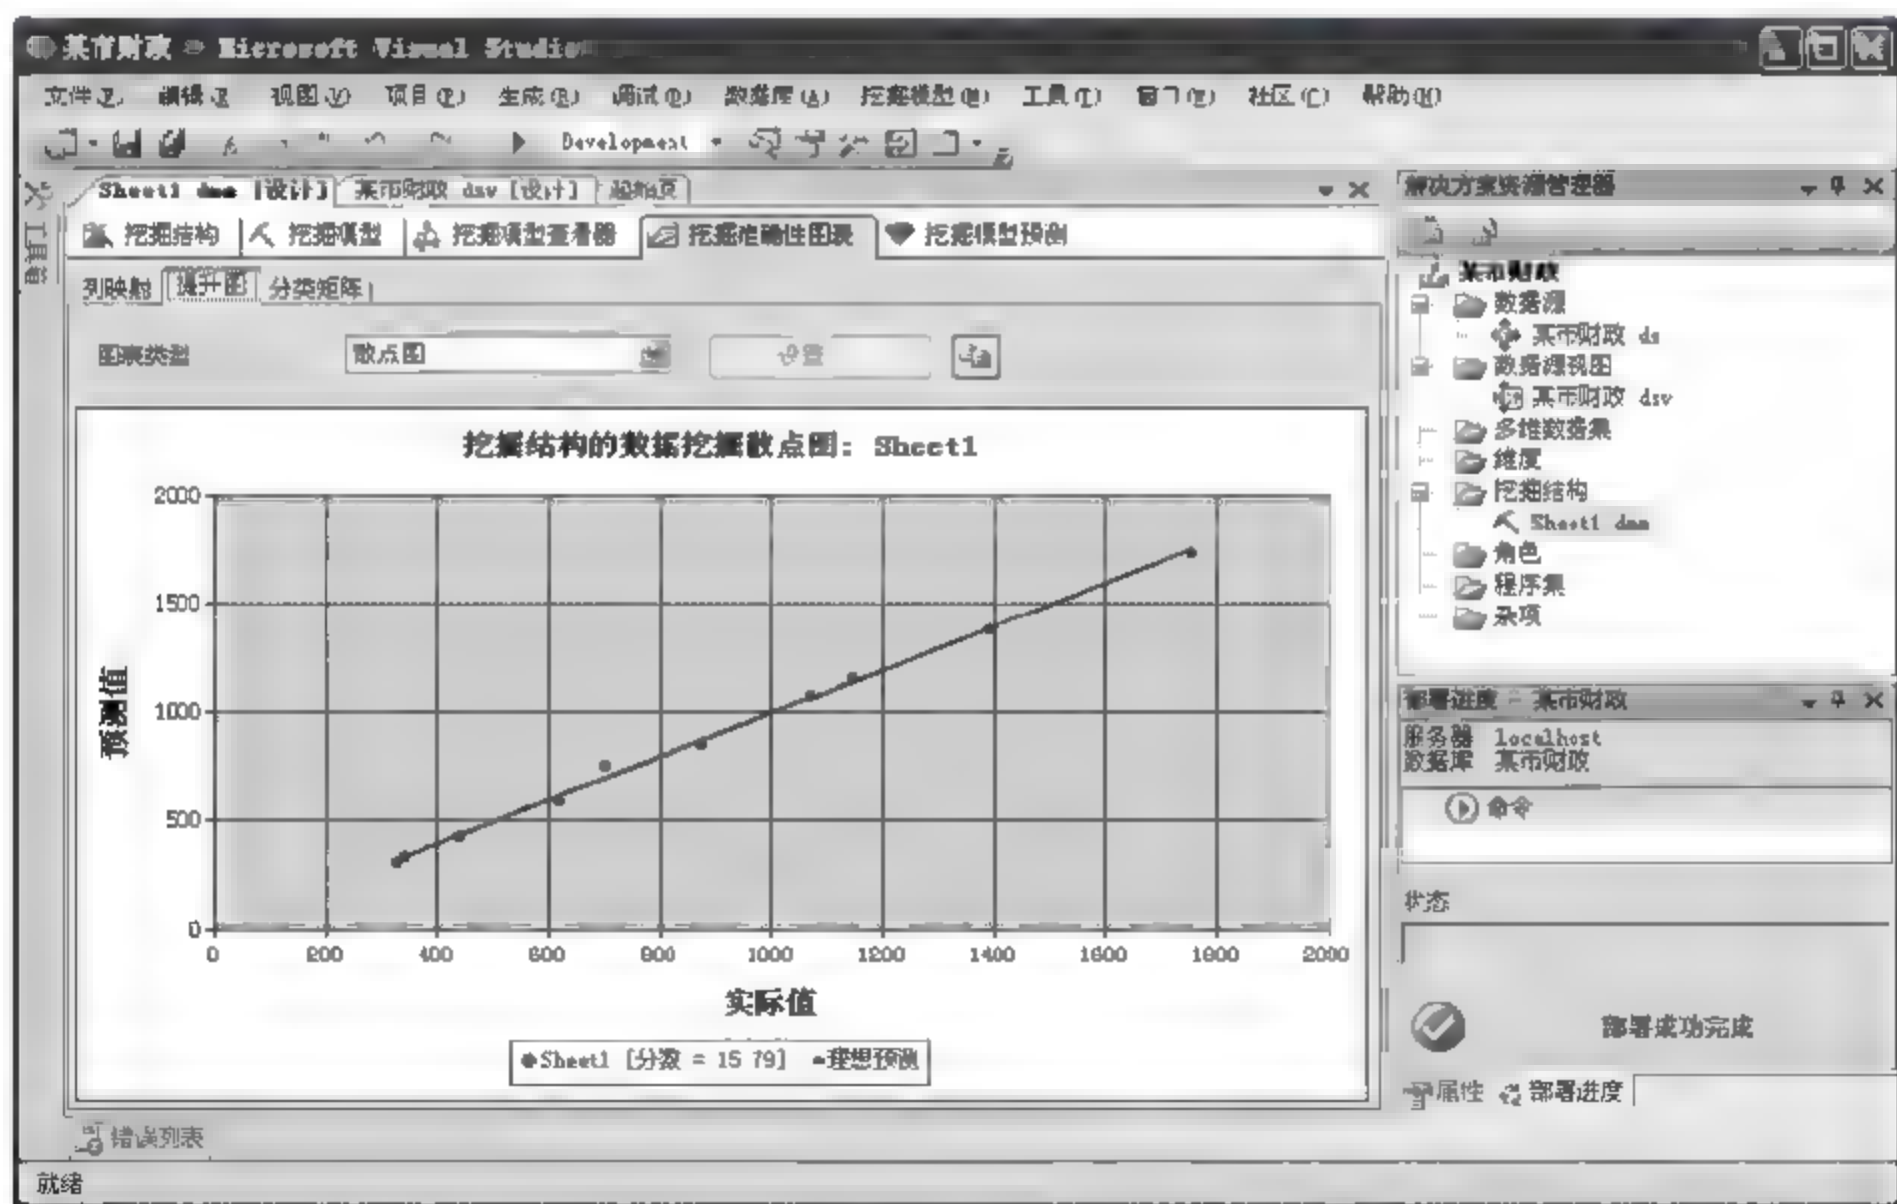 某市财政 - Microsoft Visual Studio
文件(F) 编辑(E) 视图(V) 项目(P) 生成(B) 调试(D) 数据库(A) 挖掘模型(M) 工具(T) 窗口(W) 社区(C) 帮助(H)
Development
Sheet1 dmm [设计] 某市财政 dsv [设计] 起始页
工具箱
挖掘结构 挖掘模型 挖掘模型查看器 挖掘准确性图表 挖掘模型预测
列映射 提升图 分类矩阵
图表类型 散点图 设置
挖掘结构的数据挖掘散点图: Sheet1
预测值
2000
1500
1000
500
0
0 200 400 600 800 1000 1200 1400 1600 1800 2000
实际值
Sheet1 [分数 = 15 79] 理想预测
解决方案资源管理器
某市财政
数据源
某市财政 ds
数据源视图
某市财政 dsv
多维数据集
维度
挖掘结构
Sheet1 dmm
角色
程序集
杂项
部署进度 - 某市财政
服务器 localhost
数据库 某市财政
命令
状态
部署成功完成
属性 部署进度
错误列表
就绪